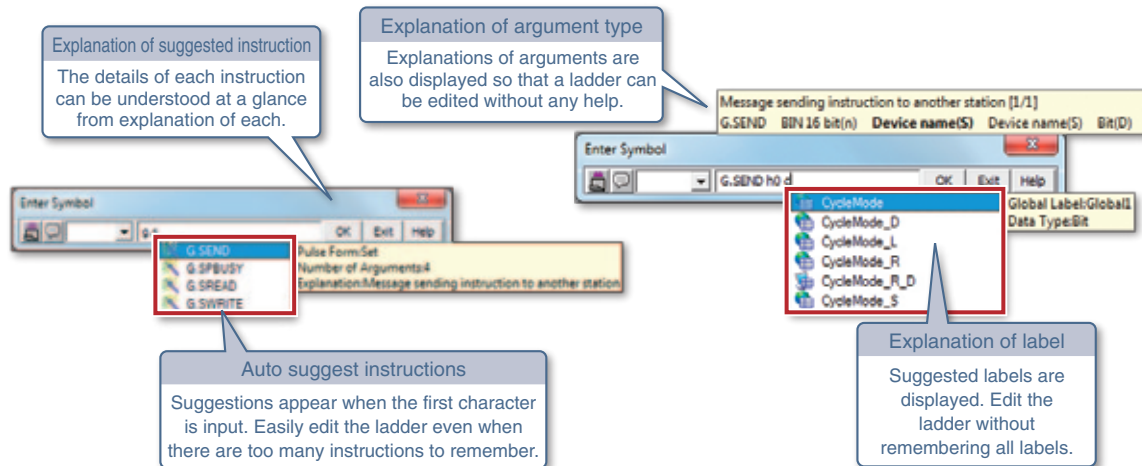 Explanation of suggested instruction
The details of each instruction
can be understood at a glance
from explanation of each.
Explanation of argument type
Explanations of arguments are
also displayed so that a ladder can
be edited without any help.
Message sending instruction to another station [1/1]
G.SEND BIN 16 bit(n) Device name(S) Device name(S) Bit(D)
Enter Symbol
G.SEND h0 d
OK Exit Help
CycleMode
CycleMode_D
CycleMode_L
CycleMode_R
CycleMode_R_D
CycleMode_S
Global Label:Global1
Data Type:Bit
Enter Symbol
g.s
OK Exit Help
G.SEND
G.SPBUSY
G.SREAD
G.SWRITE
Pulse Form:Set
Number of Arguments:4
Explanation:Message sending instruction to another station
Auto suggest instructions
Suggestions appear when the first character
is input. Easily edit the ladder even when
there are too many instructions to remember.
Explanation of label
Suggested labels are
displayed. Edit the
ladder without
remembering all labels.